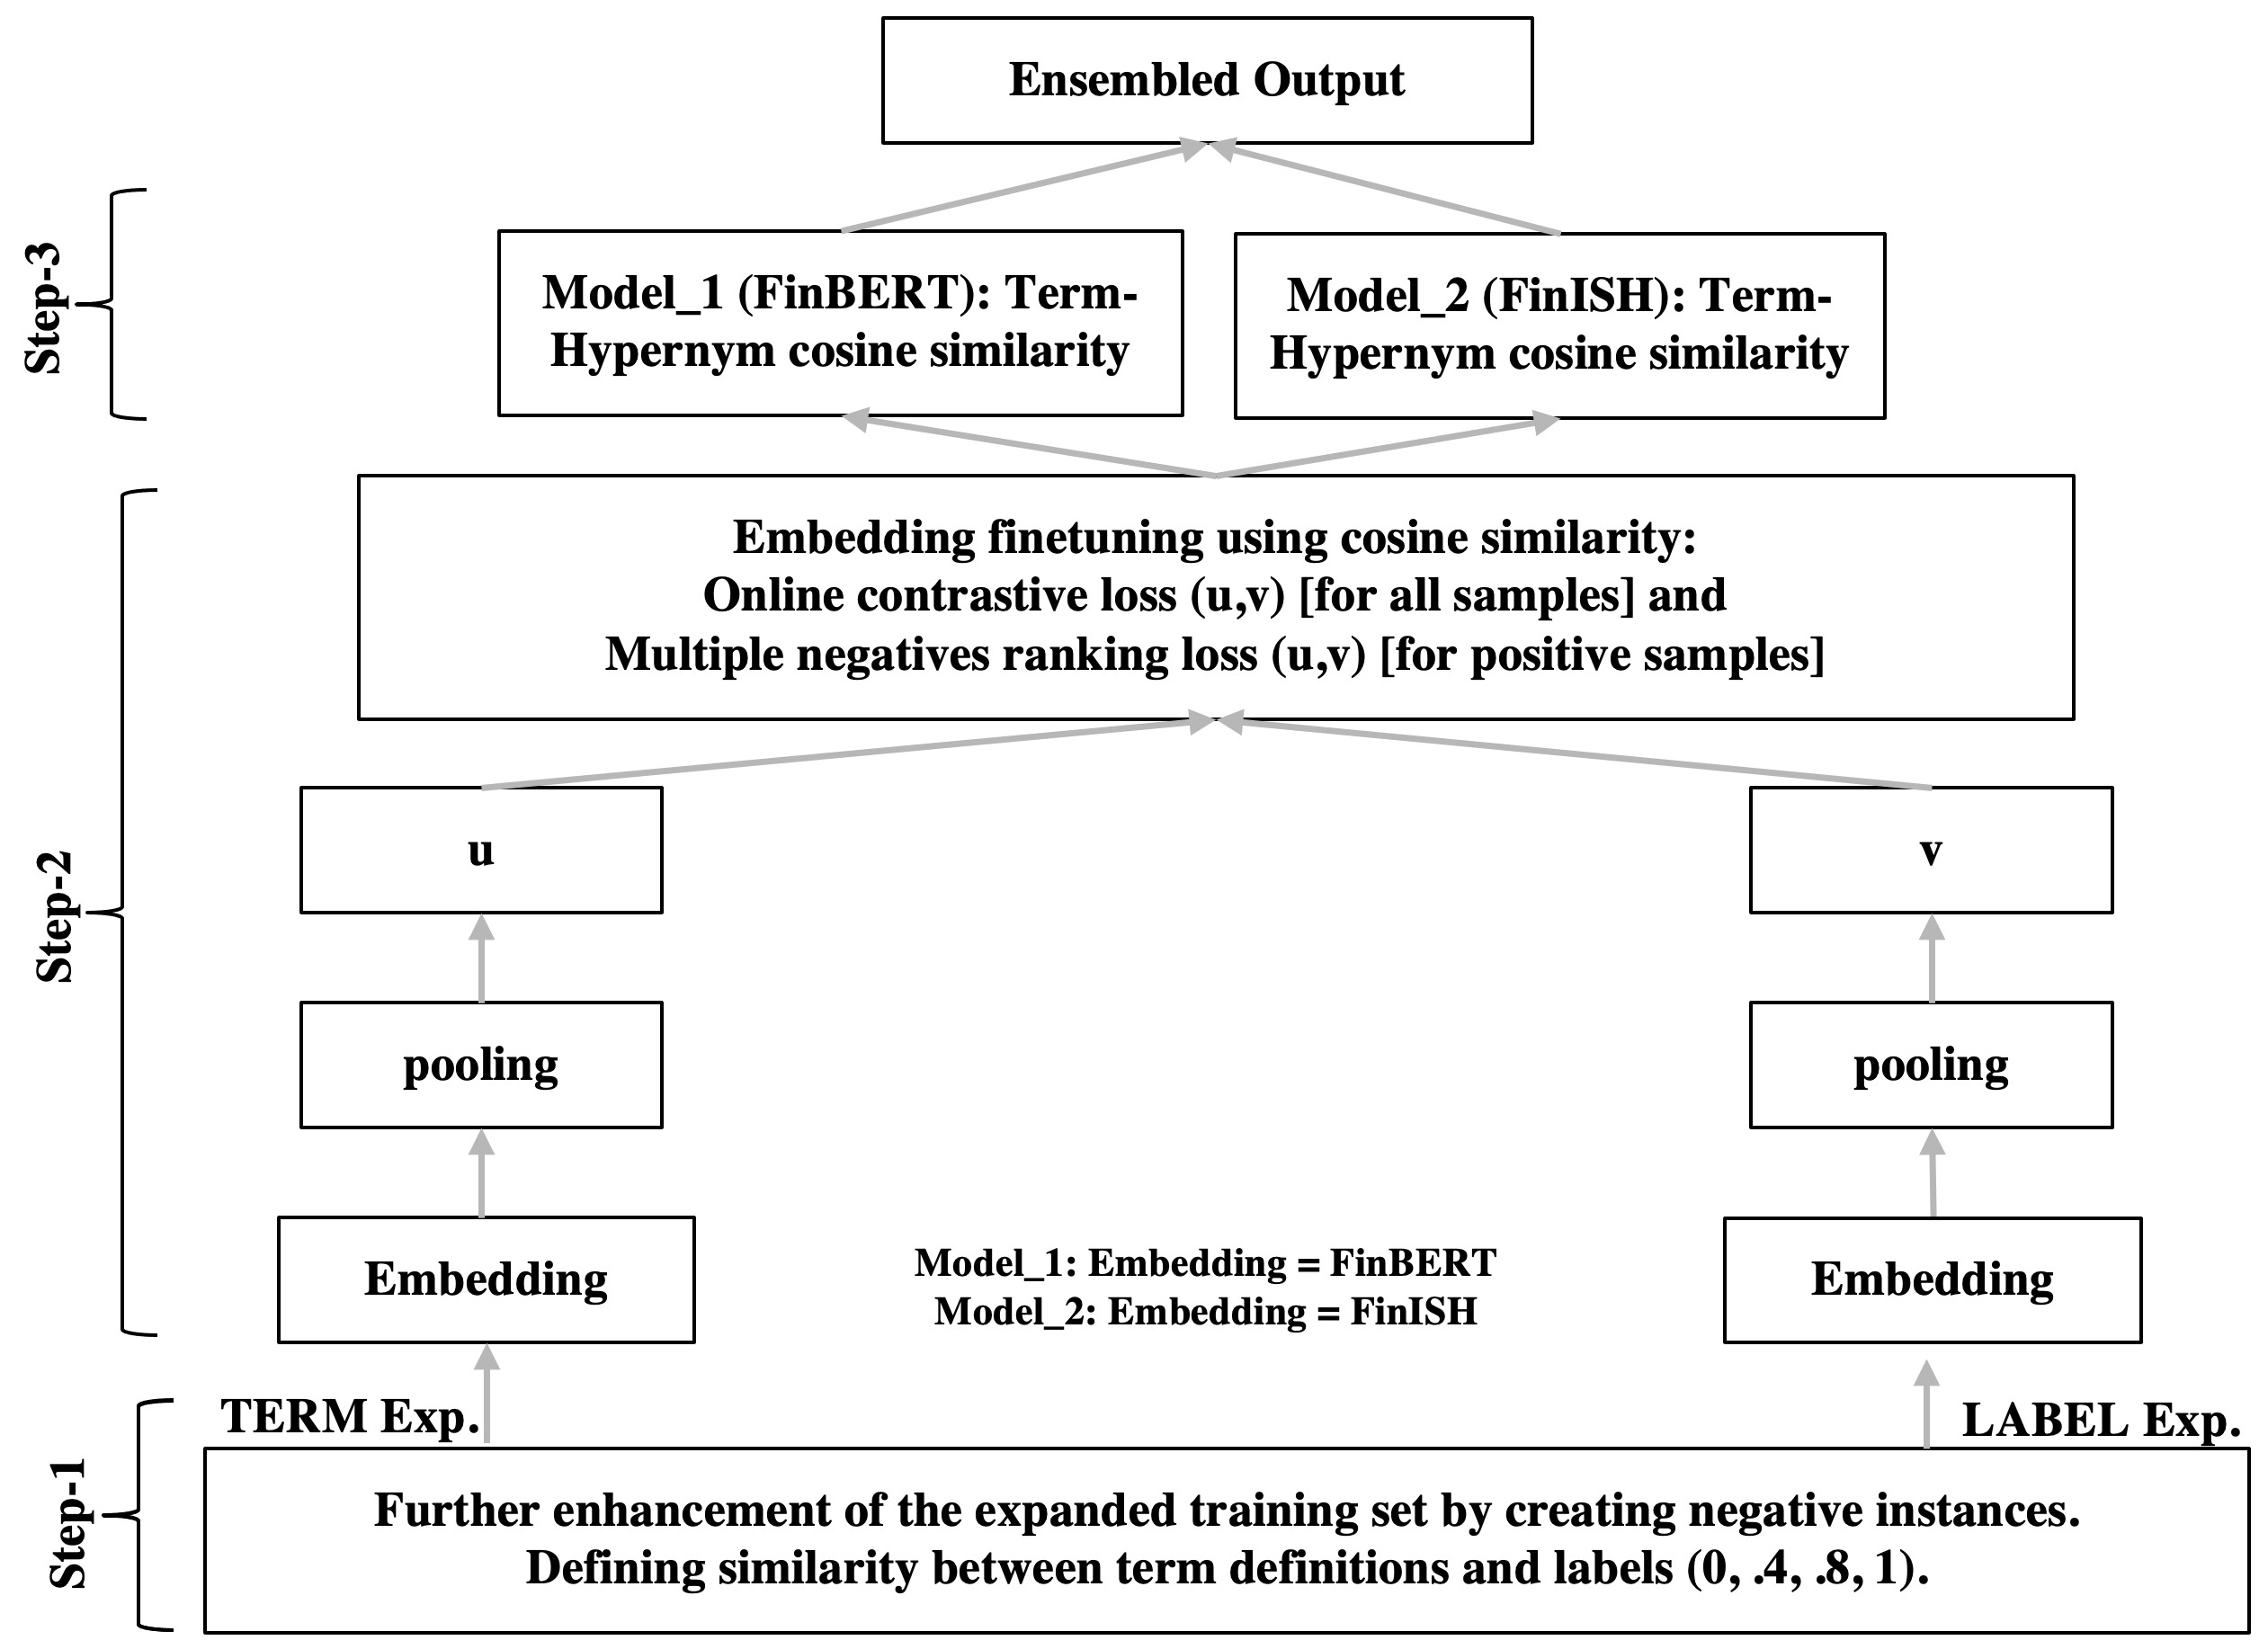 Ensembled Output
Step-3
Model_1 (FinBERT): Term-
Hypernym cosine similarity
Model_2 (FinISH): Term-
Hypernym cosine similarity
Step-2
Embedding finetuning using cosine similarity:
Online contrastive loss (u,v) [for all samples] and
Multiple negatives ranking loss (u,v) [for positive samples]
u
v
pooling
pooling
Embedding
Model_1: Embedding = FinBERT
Model_2: Embedding = FinISH
Embedding
Step-1
TERM Exp.
LABEL Exp.
Further enhancement of the expanded training set by creating negative instances.
Defining similarity between term definitions and labels (0, .4, .8, 1).